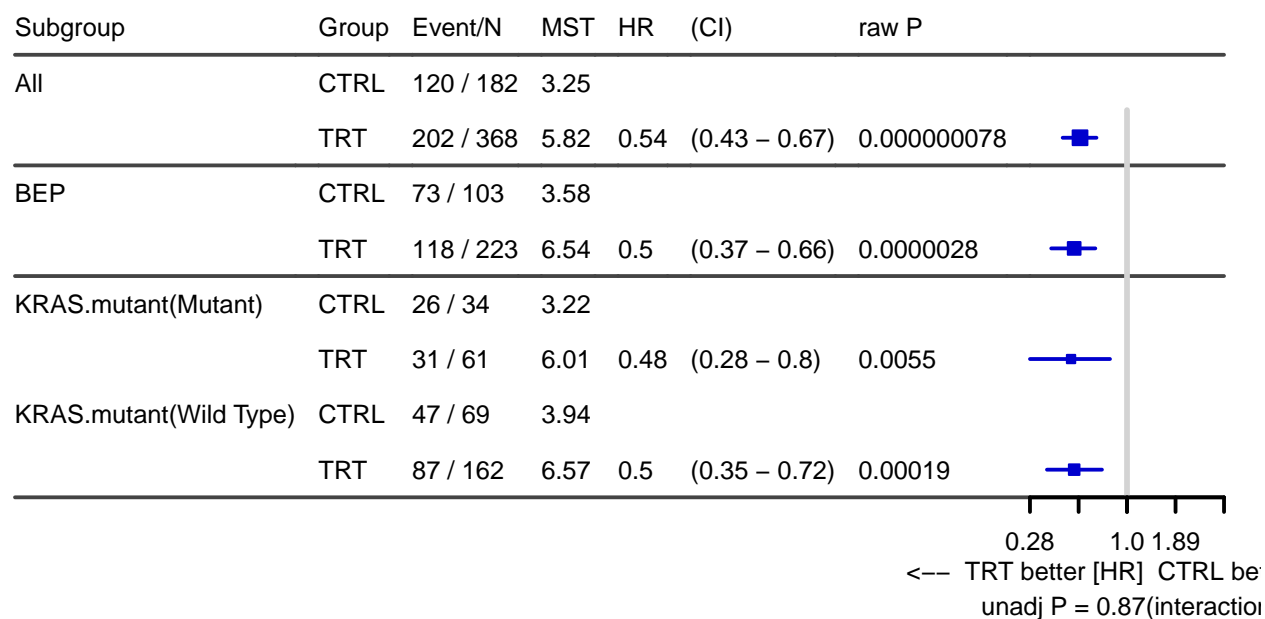 Subgroup Group Event/N MST HR (CI) raw P
All CTRL 120 / 182 3.25
TRT 202 / 368 5.82 0.54 (0.43 − 0.67) 0.000000078
BEP CTRL 73 / 103 3.58
TRT 118 / 223 6.54 0.5 (0.37 − 0.66) 0.0000028
KRAS.mutant(Mutant) CTRL 26 / 34 3.22
TRT 31 / 61 6.01 0.48 (0.28 − 0.8) 0.0055
KRAS.mutant(Wild Type) CTRL 47 / 69 3.94
TRT 87 / 162 6.57 0.5 (0.35 − 0.72) 0.00019
0.28 1.0 1.89
<−− TRT better [HR] CTRL bet
unadj P = 0.87(interaction